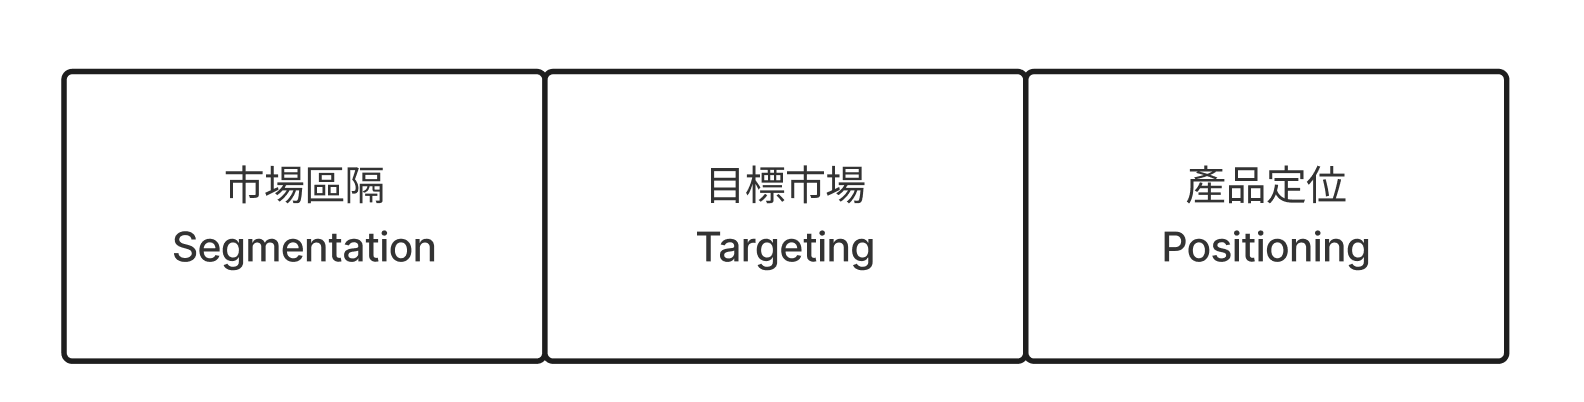 市場區隔
Segmentation
目標市場
Targeting
產品定位
Positioning